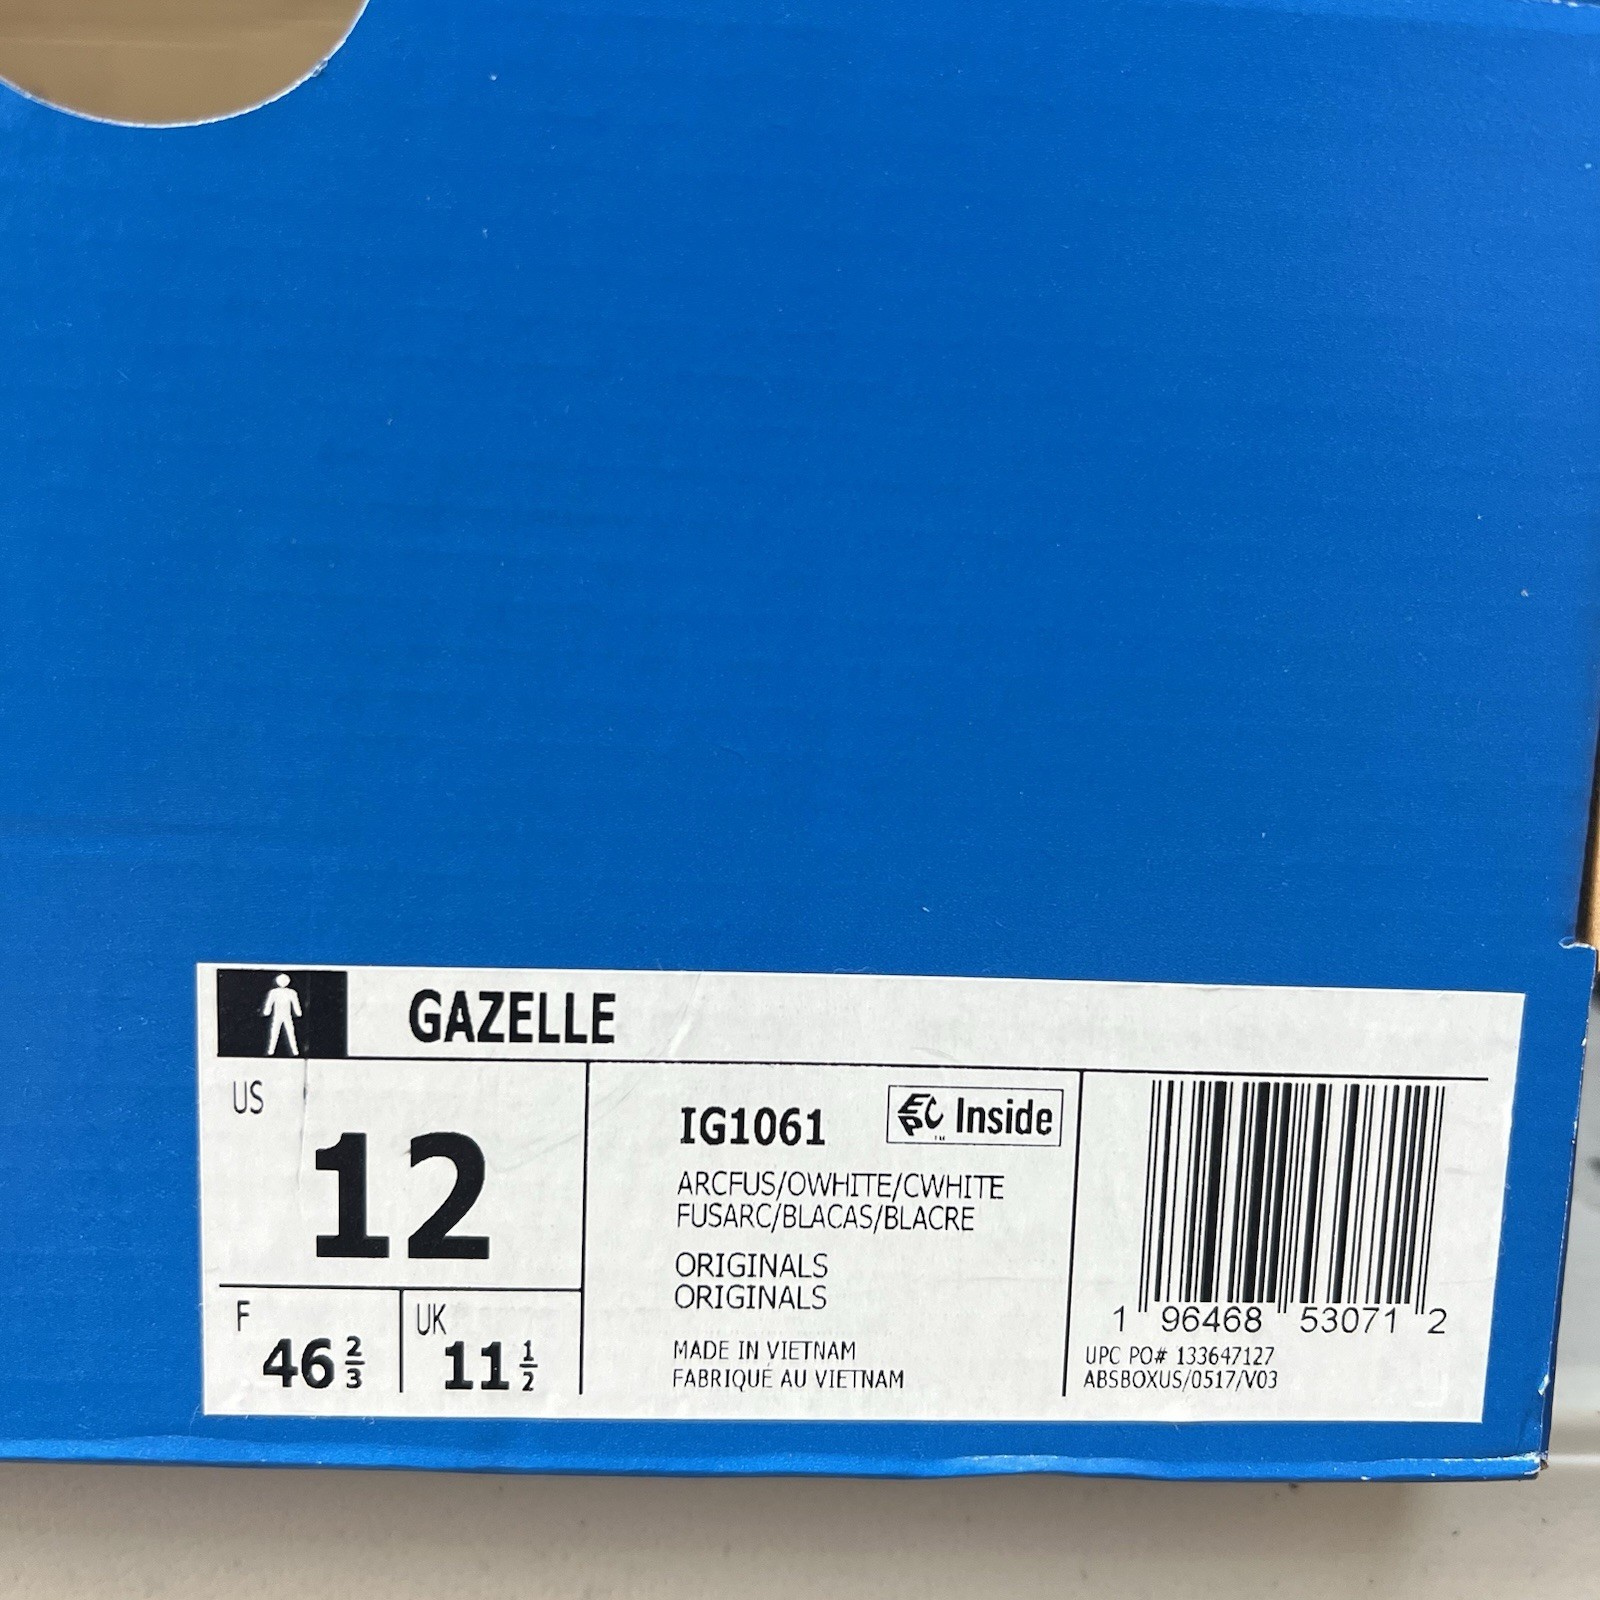 GAZELLE
US
12
F
46 2/3
UK
11 1/2
IG1061
EPC™ Inside
ARCFUS/OWHITE/CWHITE
FUSARC/BLACAS/BLACRE
ORIGINALS
ORIGINALS
MADE IN VIETNAM
FABRIQUÉ AU VIETNAM
1 96468 53071 2
UPC PO# 133647127
ABSBOXUS/0517/V03